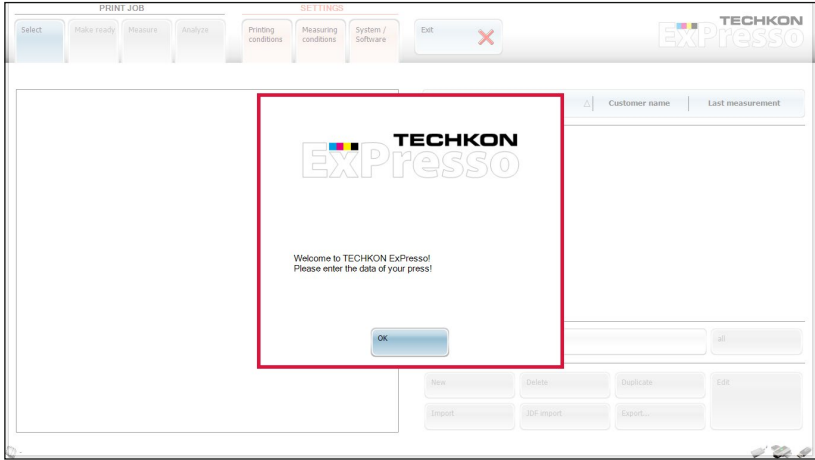 PRINT JOB
SETTINGS
Select
Make ready
Measure
Analyze
Printing
conditions
Measuring
conditions
System /
Software
Exit
TECHKON
ExPresso
Customer name
Last measurement
TECHKON
ExPresso
Welcome to TECHKON ExPresso!
Please enter the data of your press!
OK
all
New
Delete
Duplicate
Edit
Import
JDF import
Export...